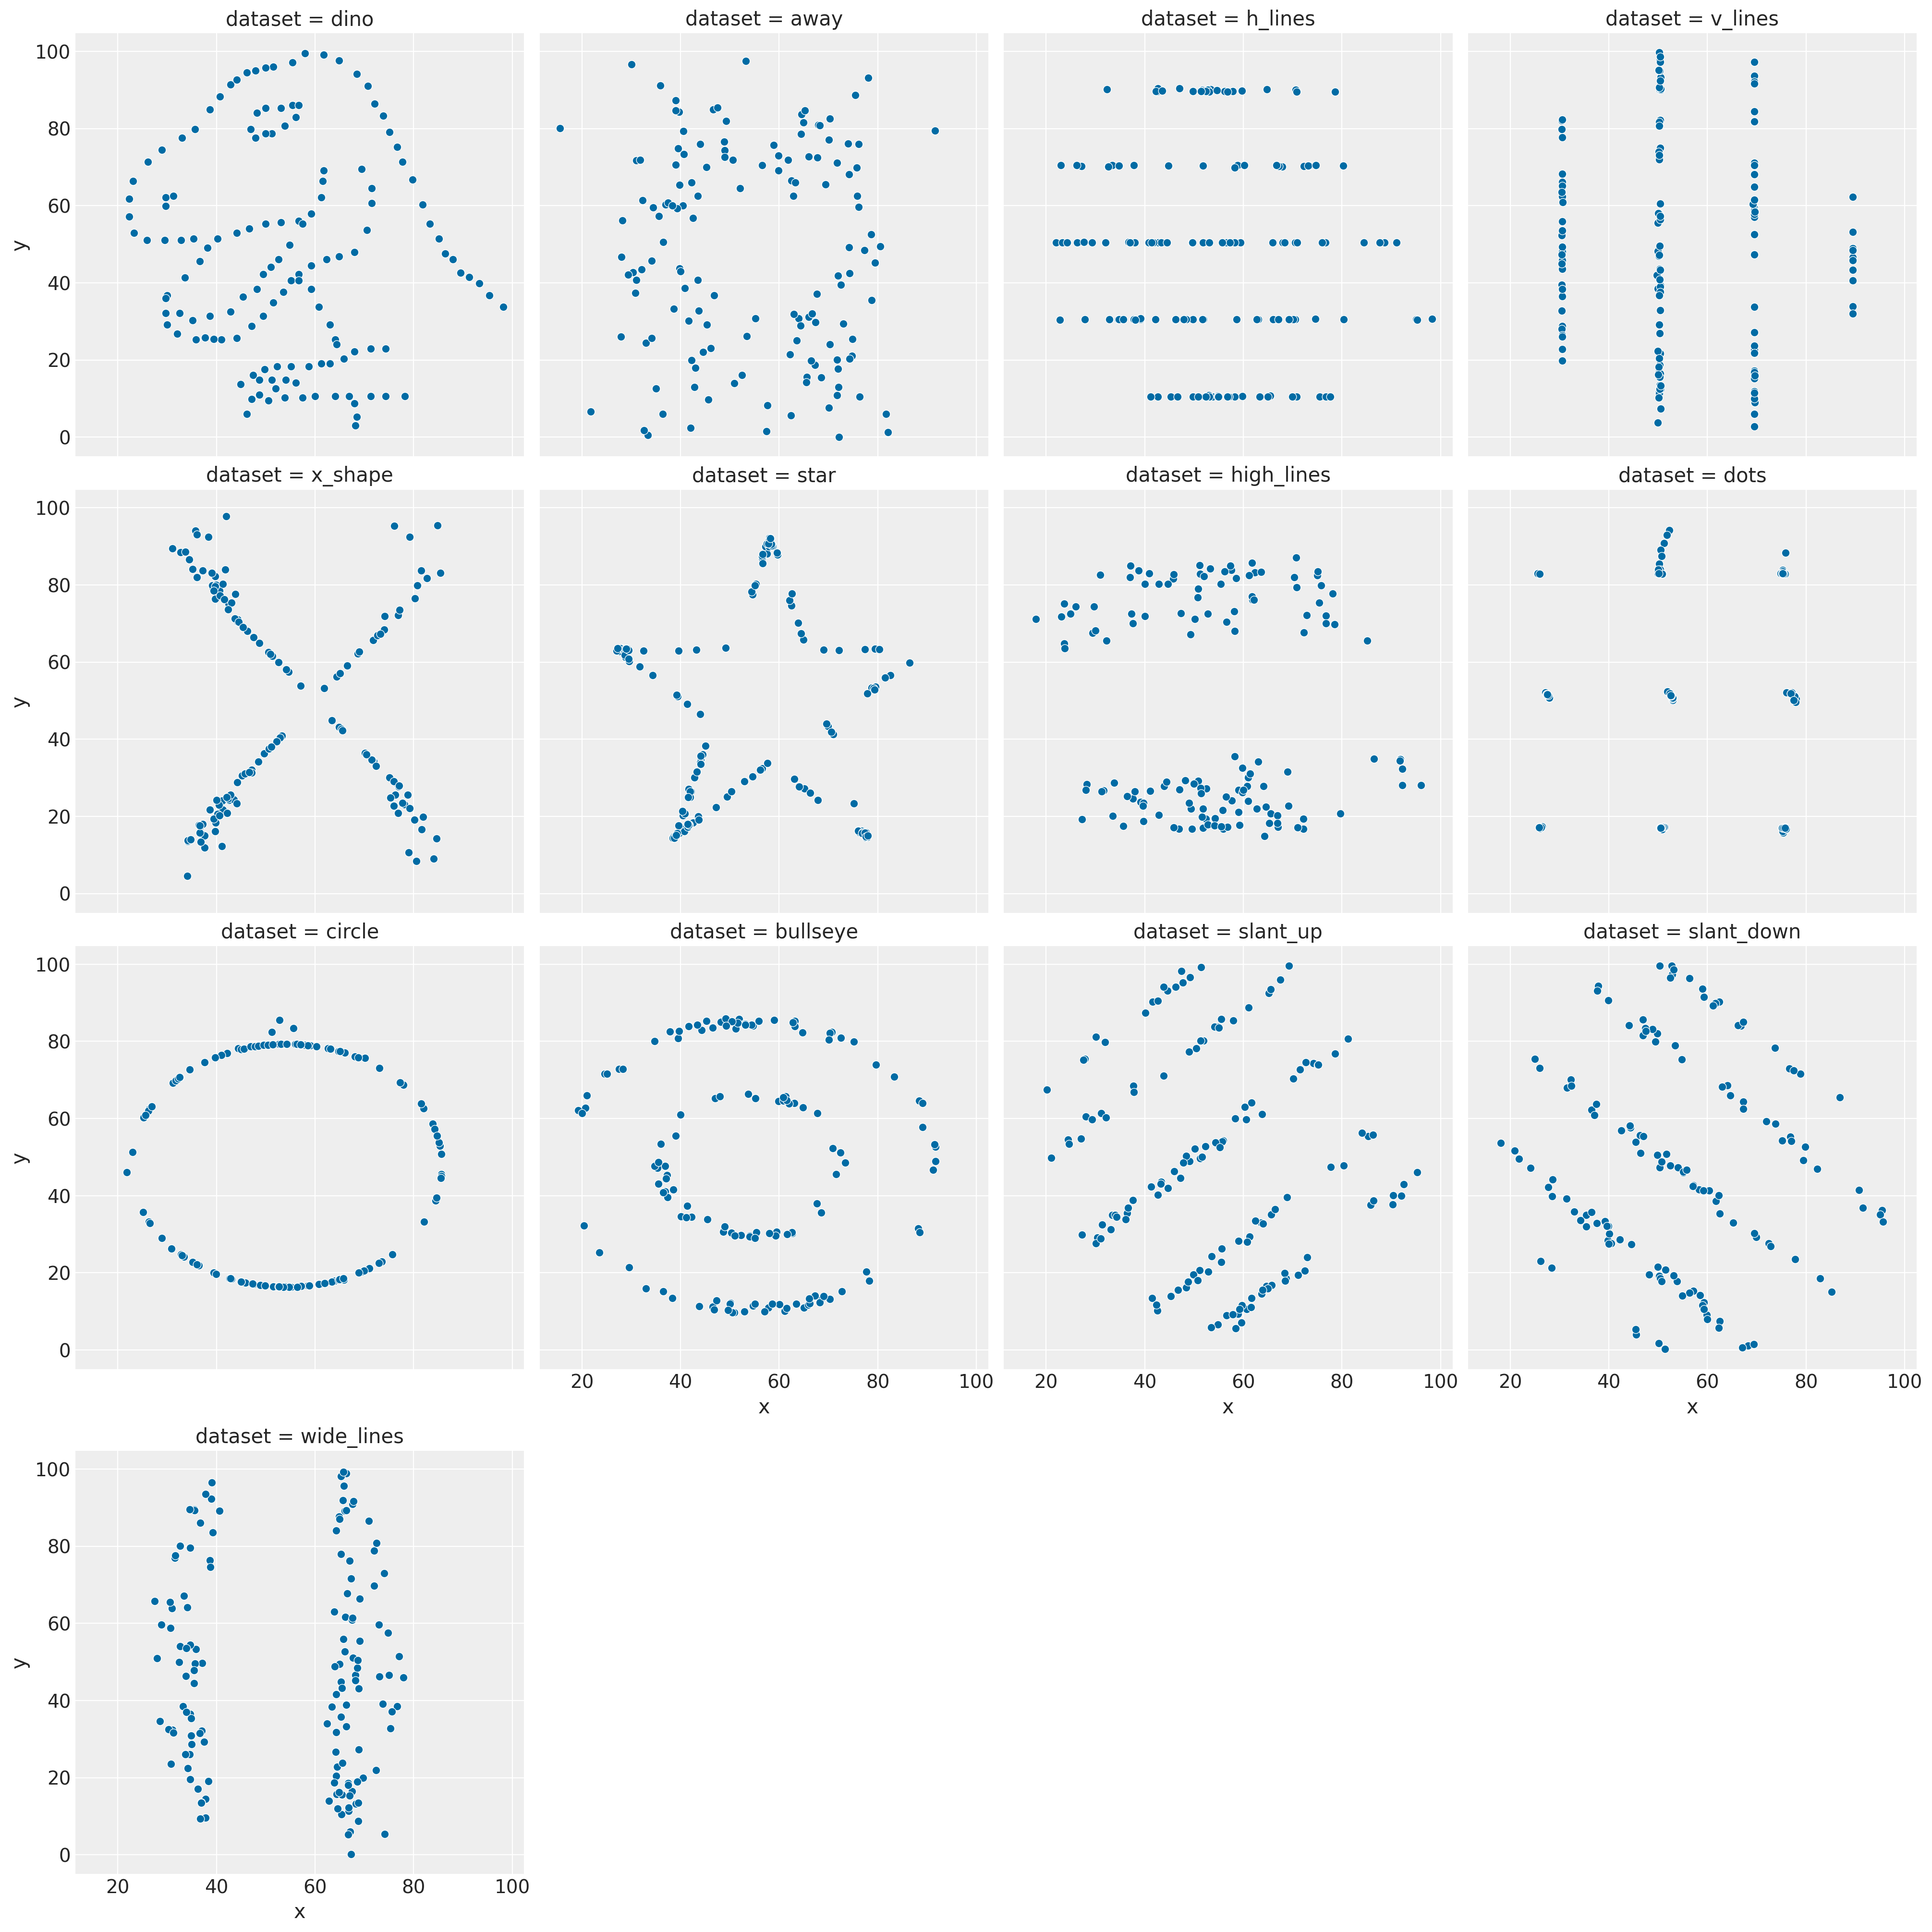 dataset = dino
dataset = away
dataset = h_lines
dataset = v_lines
100
80
60
40
20
0
y
dataset = x_shape
dataset = star
dataset = high_lines
dataset = dots
100
80
60
40
20
0
y
dataset = circle
dataset = bullseye
dataset = slant_up
dataset = slant_down
100
80
60
40
20
0
y
20 40 60 80 100
x
20 40 60 80 100
x
20 40 60 80 100
x
dataset = wide_lines
100
80
60
40
20
0
y
20 40 60 80 100
x